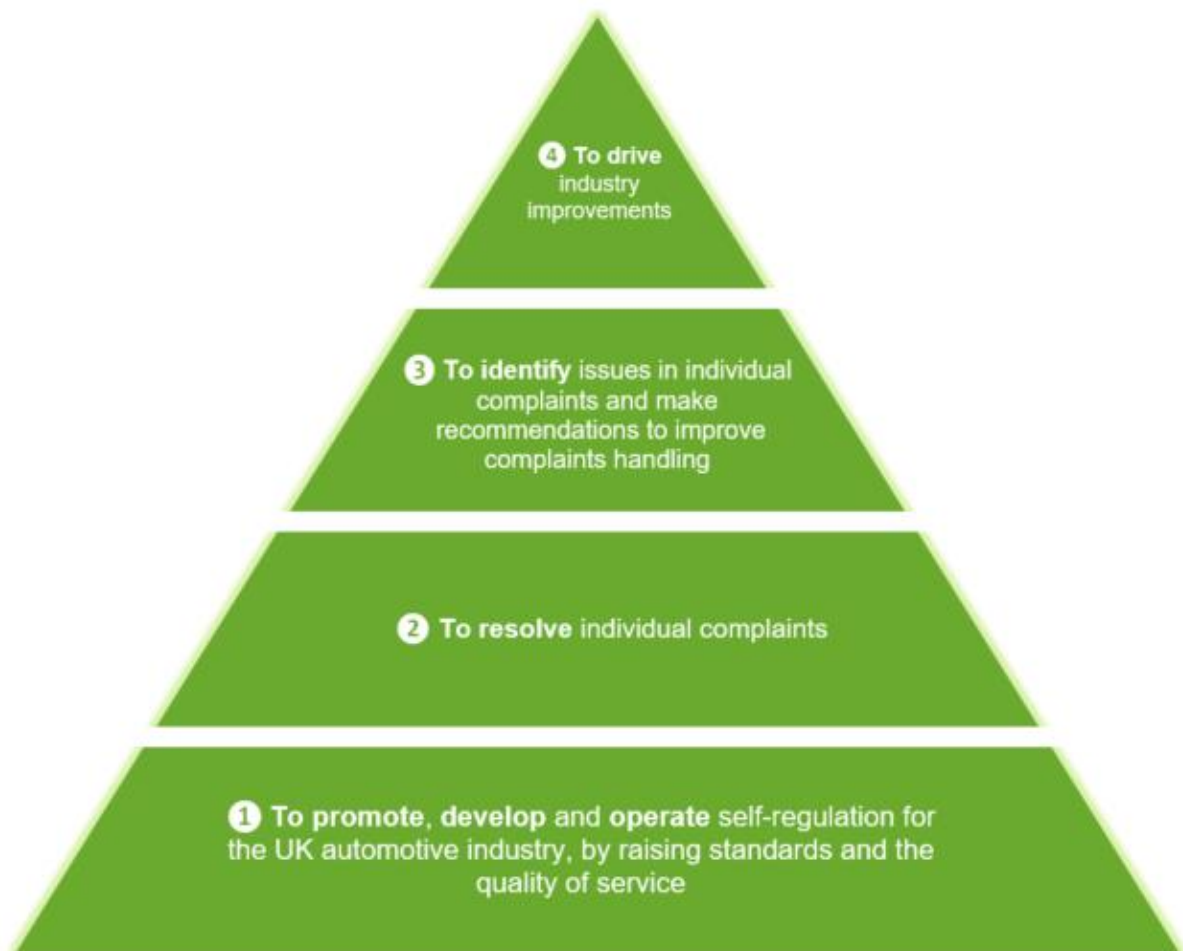 4 To drive
industry
improvements
3 To identify issues in individual
complaints and make
recommendations to improve
complaints handling
2 To resolve individual complaints
1 To promote, develop and operate self-regulation for
the UK automotive industry, by raising standards and the
quality of service